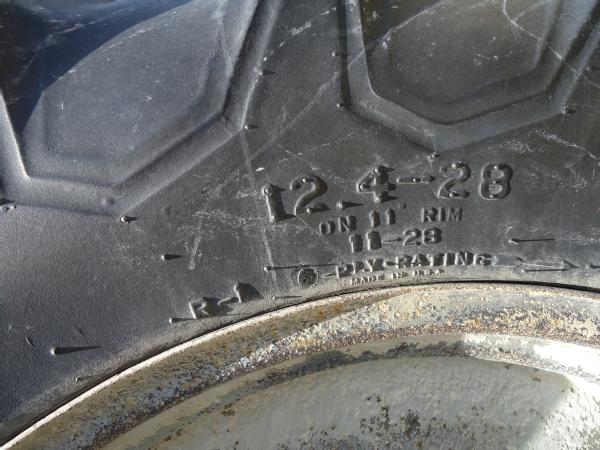 12.4-28
ON 11" RIM
11-28
6-PLY-RATING
MADE IN U.S.A.
R-1